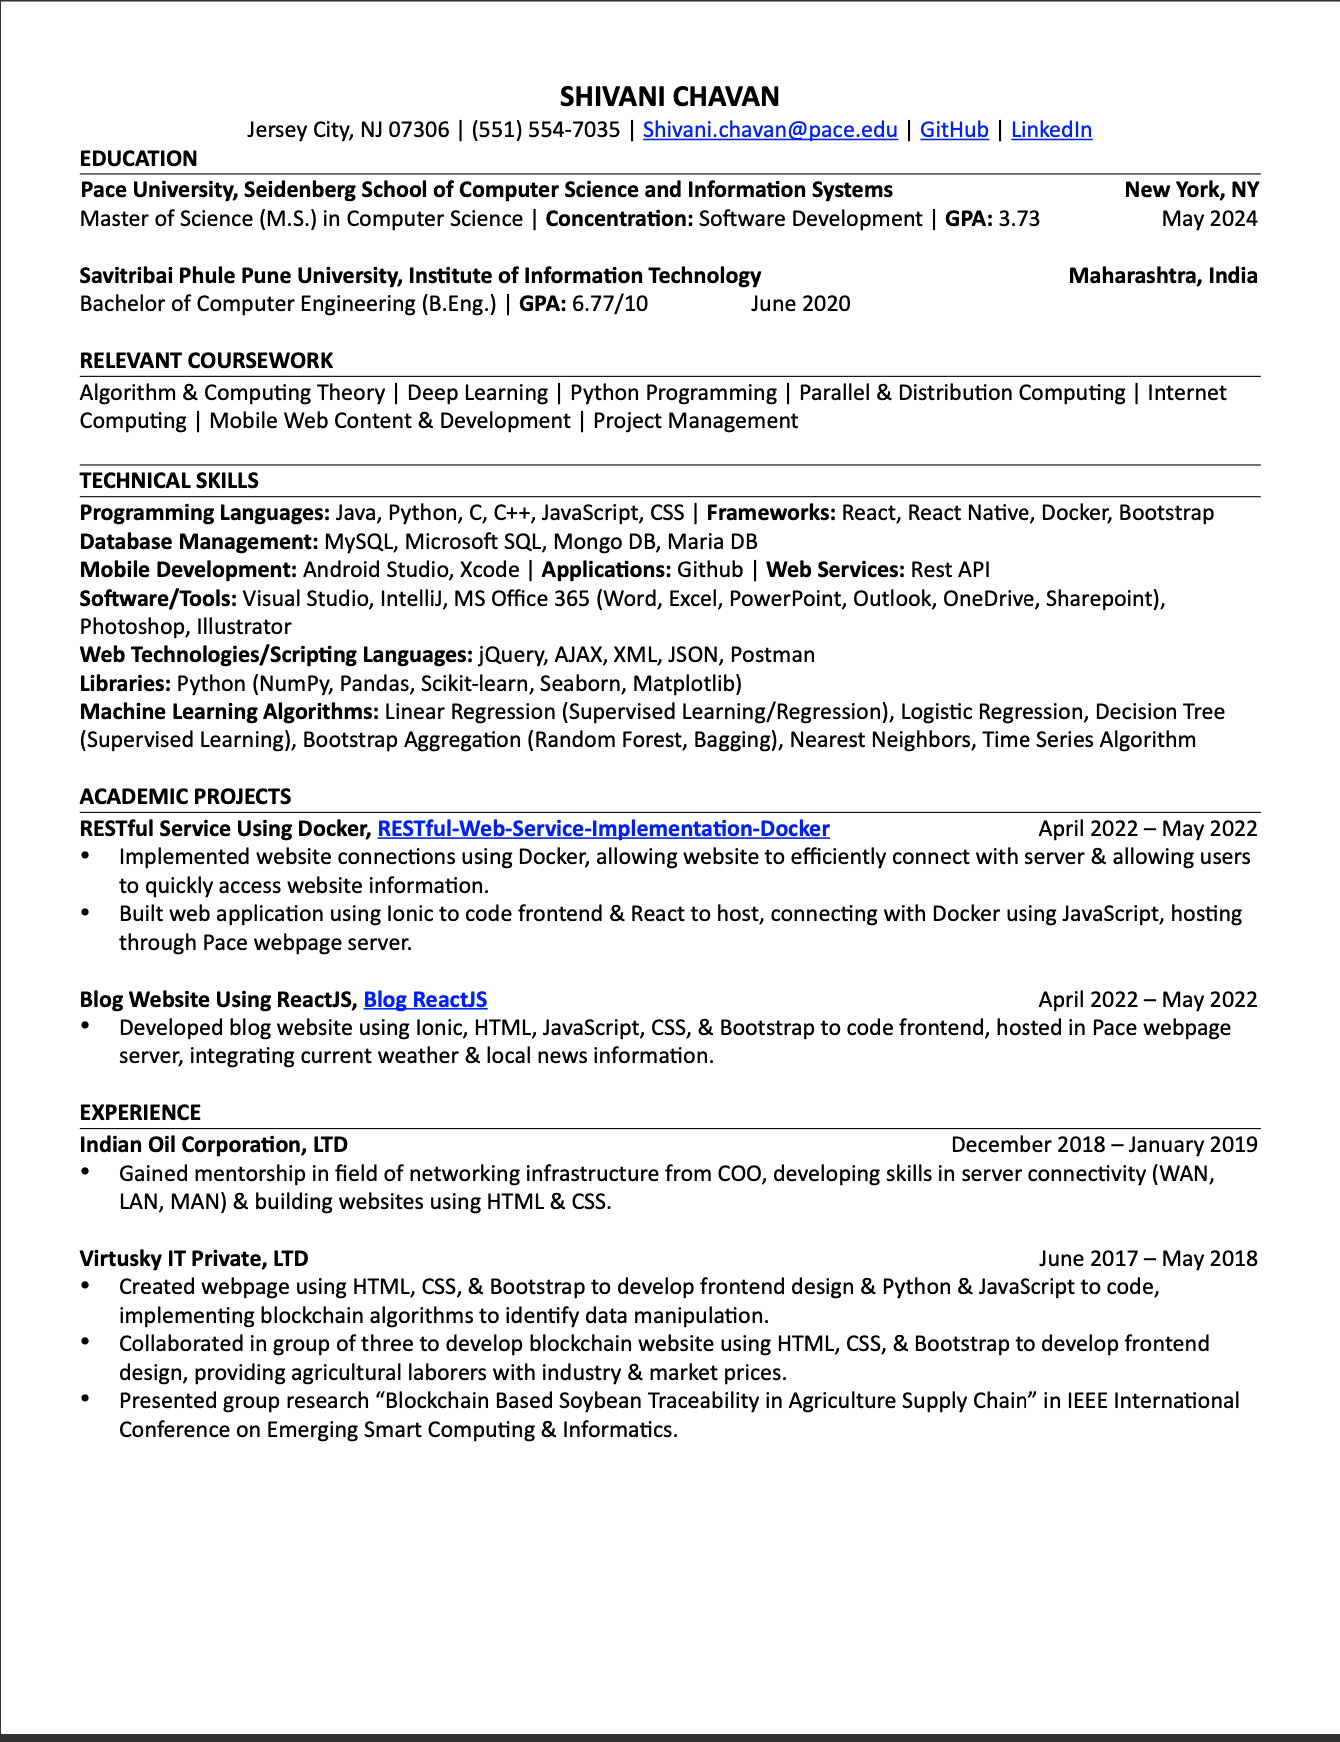 SHIVANI CHAVAN
Jersey City, NJ 07306 | (551) 554-7035 | Shivani.chavan@pace.edu | GitHub | LinkedIn
EDUCATION
Pace University, Seidenberg School of Computer Science and Information Systems New York, NY
Master of Science (M.S.) in Computer Science | Concentration: Software Development | GPA: 3.73 May 2024
Savitribai Phule Pune University, Institute of Information Technology Maharashtra, India
Bachelor of Computer Engineering (B.Eng.) | GPA: 6.77/10 June 2020
RELEVANT COURSEWORK
Algorithm & Computing Theory | Deep Learning | Python Programming | Parallel & Distribution Computing | Internet
Computing | Mobile Web Content & Development | Project Management
TECHNICAL SKILLS
Programming Languages: Java, Python, C, C++, JavaScript, CSS | Frameworks: React, React Native, Docker, Bootstrap
Database Management: MySQL, Microsoft SQL, Mongo DB, Maria DB
Mobile Development: Android Studio, Xcode | Applications: Github | Web Services: Rest API
Software/Tools: Visual Studio, IntelliJ, MS Office 365 (Word, Excel, PowerPoint, Outlook, OneDrive, Sharepoint),
Photoshop, Illustrator
Web Technologies/Scripting Languages: jQuery, AJAX, XML, JSON, Postman
Libraries: Python (NumPy, Pandas, Scikit-learn, Seaborn, Matplotlib)
Machine Learning Algorithms: Linear Regression (Supervised Learning/Regression), Logistic Regression, Decision Tree
(Supervised Learning), Bootstrap Aggregation (Random Forest, Bagging), Nearest Neighbors, Time Series Algorithm
ACADEMIC PROJECTS
RESTful Service Using Docker, RESTful-Web-Service-Implementation-Docker April 2022 – May 2022
• Implemented website connections using Docker, allowing website to efficiently connect with server & allowing users
to quickly access website information.
• Built web application using Ionic to code frontend & React to host, connecting with Docker using JavaScript, hosting
through Pace webpage server.
Blog Website Using ReactJS, Blog ReactJS April 2022 – May 2022
• Developed blog website using Ionic, HTML, JavaScript, CSS, & Bootstrap to code frontend, hosted in Pace webpage
server, integrating current weather & local news information.
EXPERIENCE
Indian Oil Corporation, LTD December 2018 – January 2019
• Gained mentorship in field of networking infrastructure from COO, developing skills in server connectivity (WAN,
LAN, MAN) & building websites using HTML & CSS.
Virtusky IT Private, LTD June 2017 – May 2018
• Created webpage using HTML, CSS, & Bootstrap to develop frontend design & Python & JavaScript to code,
implementing blockchain algorithms to identify data manipulation.
• Collaborated in group of three to develop blockchain website using HTML, CSS, & Bootstrap to develop frontend
design, providing agricultural laborers with industry & market prices.
• Presented group research “Blockchain Based Soybean Traceability in Agriculture Supply Chain” in IEEE International
Conference on Emerging Smart Computing & Informatics.